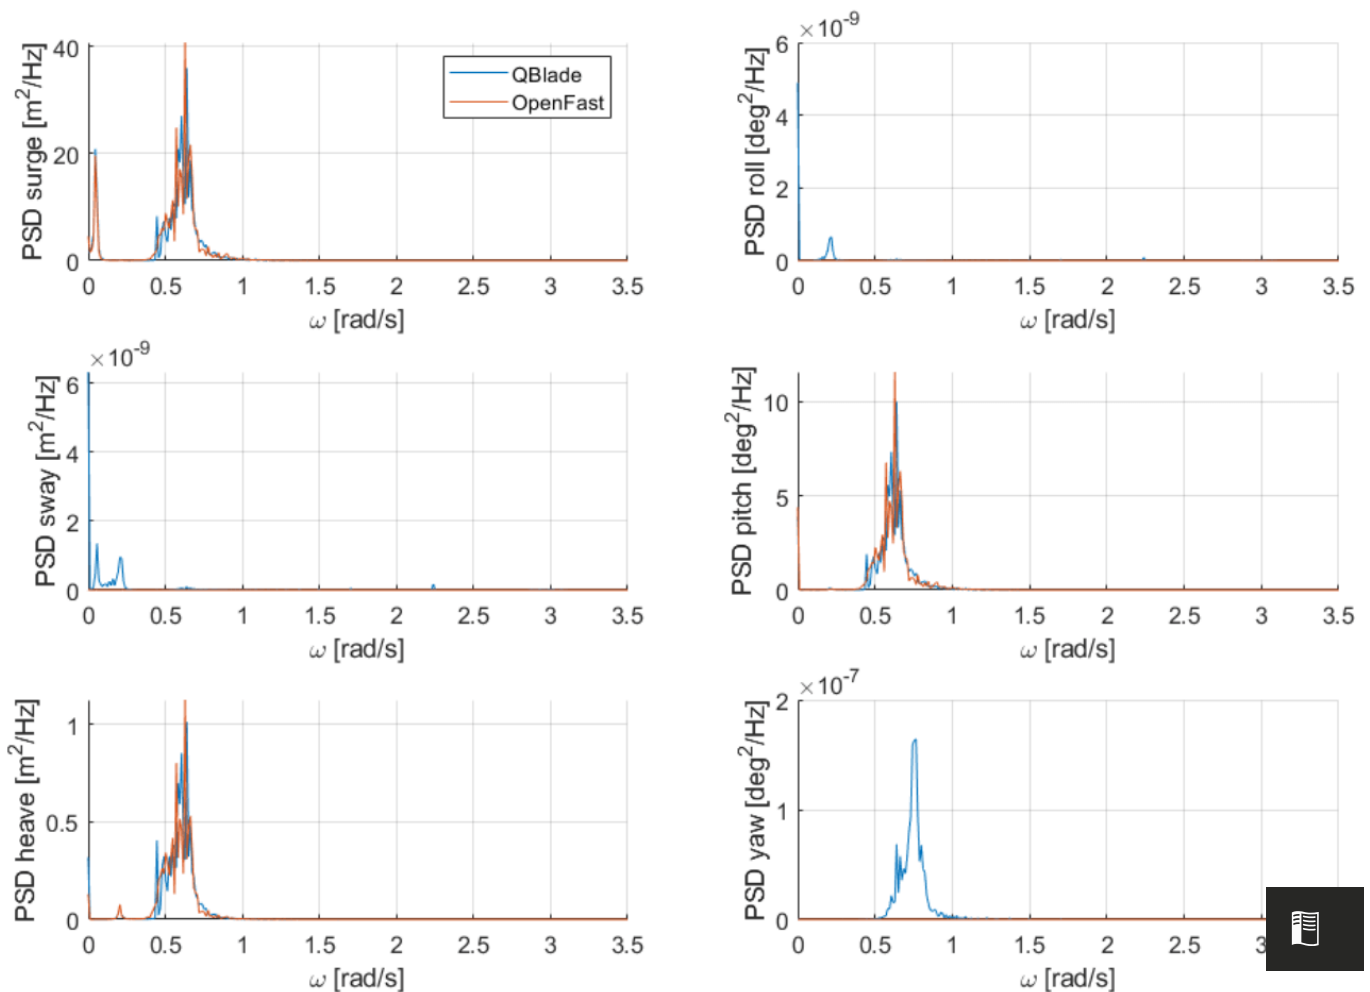 PSD surge [m²/Hz]
40
20
0
QBlade
OpenFast
0 0.5 1 1.5 2 2.5 3 3.5
ω [rad/s]
×10⁻⁹
PSD roll [deg²/Hz]
6
4
2
0
0 0.5 1 1.5 2 2.5 3 3.5
ω [rad/s]
×10⁻⁹
PSD sway [m²/Hz]
6
4
2
0
0 0.5 1 1.5 2 2.5 3 3.5
ω [rad/s]
PSD pitch [deg²/Hz]
10
5
0
0 0.5 1 1.5 2 2.5 3 3.5
ω [rad/s]
PSD heave [m²/Hz]
1
0.5
0
0 0.5 1 1.5 2 2.5 3 3.5
ω [rad/s]
×10⁻⁷
PSD yaw [deg²/Hz]
2
1
0
0 0.5 1 1.5 2 2.5 3
ω [rad/s]